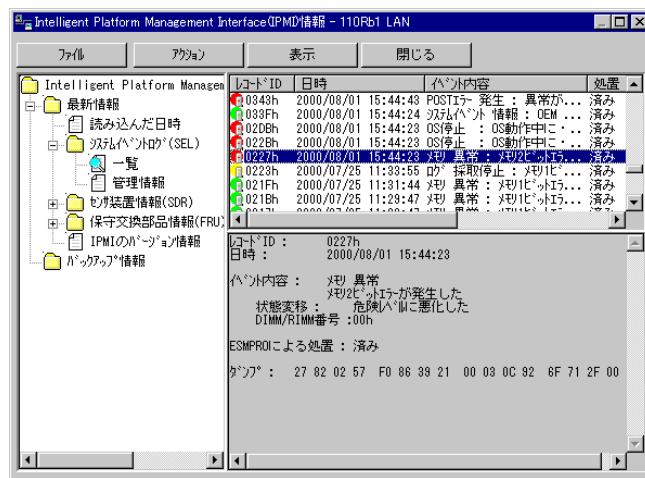 Intelligent Platform Management Interface(IPMI)情報 - 110Rb1 LAN
ファイル
アクション
表示
閉じる
Intelligent Platform Managem
最新情報
読み込んだ日時
システムイベントログ(SEL)
一覧
管理情報
センサ装置情報(SDR)
保守交換部品情報(FRU)
IPMIのバージョン情報
バックアップ情報
レコードID 日時 イベント内容 処置
0343h 2000/08/01 15:44:43 POSTエラー 発生 : 異常が... 済み
033Fh 2000/08/01 15:44:24 システムイベント 情報 : OEM ... 済み
02DBh 2000/08/01 15:44:23 OS停止 : OS動作中に・... 済み
022Bh 2000/08/01 15:44:23 OS停止 : OS動作中に・... 済み
0227h 2000/08/01 15:44:23 メモリ 異常 : メモリ2ビットエラ... 済み
0223h 2000/07/25 11:33:55 ログ 採取停止 : メモリ1ビ... 済み
021Fh 2000/07/25 11:31:44 メモリ 異常 : メモリ1ビットエラ... 済み
021Bh 2000/07/25 11:29:47 メモリ 異常 : メモリ1ビットエラ... 済み
レコードID : 0227h
日時 : 2000/08/01 15:44:23
イベント内容 : メモリ 異常
メモリ2ビットエラーが発生した
状態変移 : 危険レベルに悪化した
DIMM/RIMM番号 :00h
ESMPROによる処置 : 済み
ダンプ : 27 82 02 57 F0 86 39 21 00 03 0C 92 6F 71 2F 00